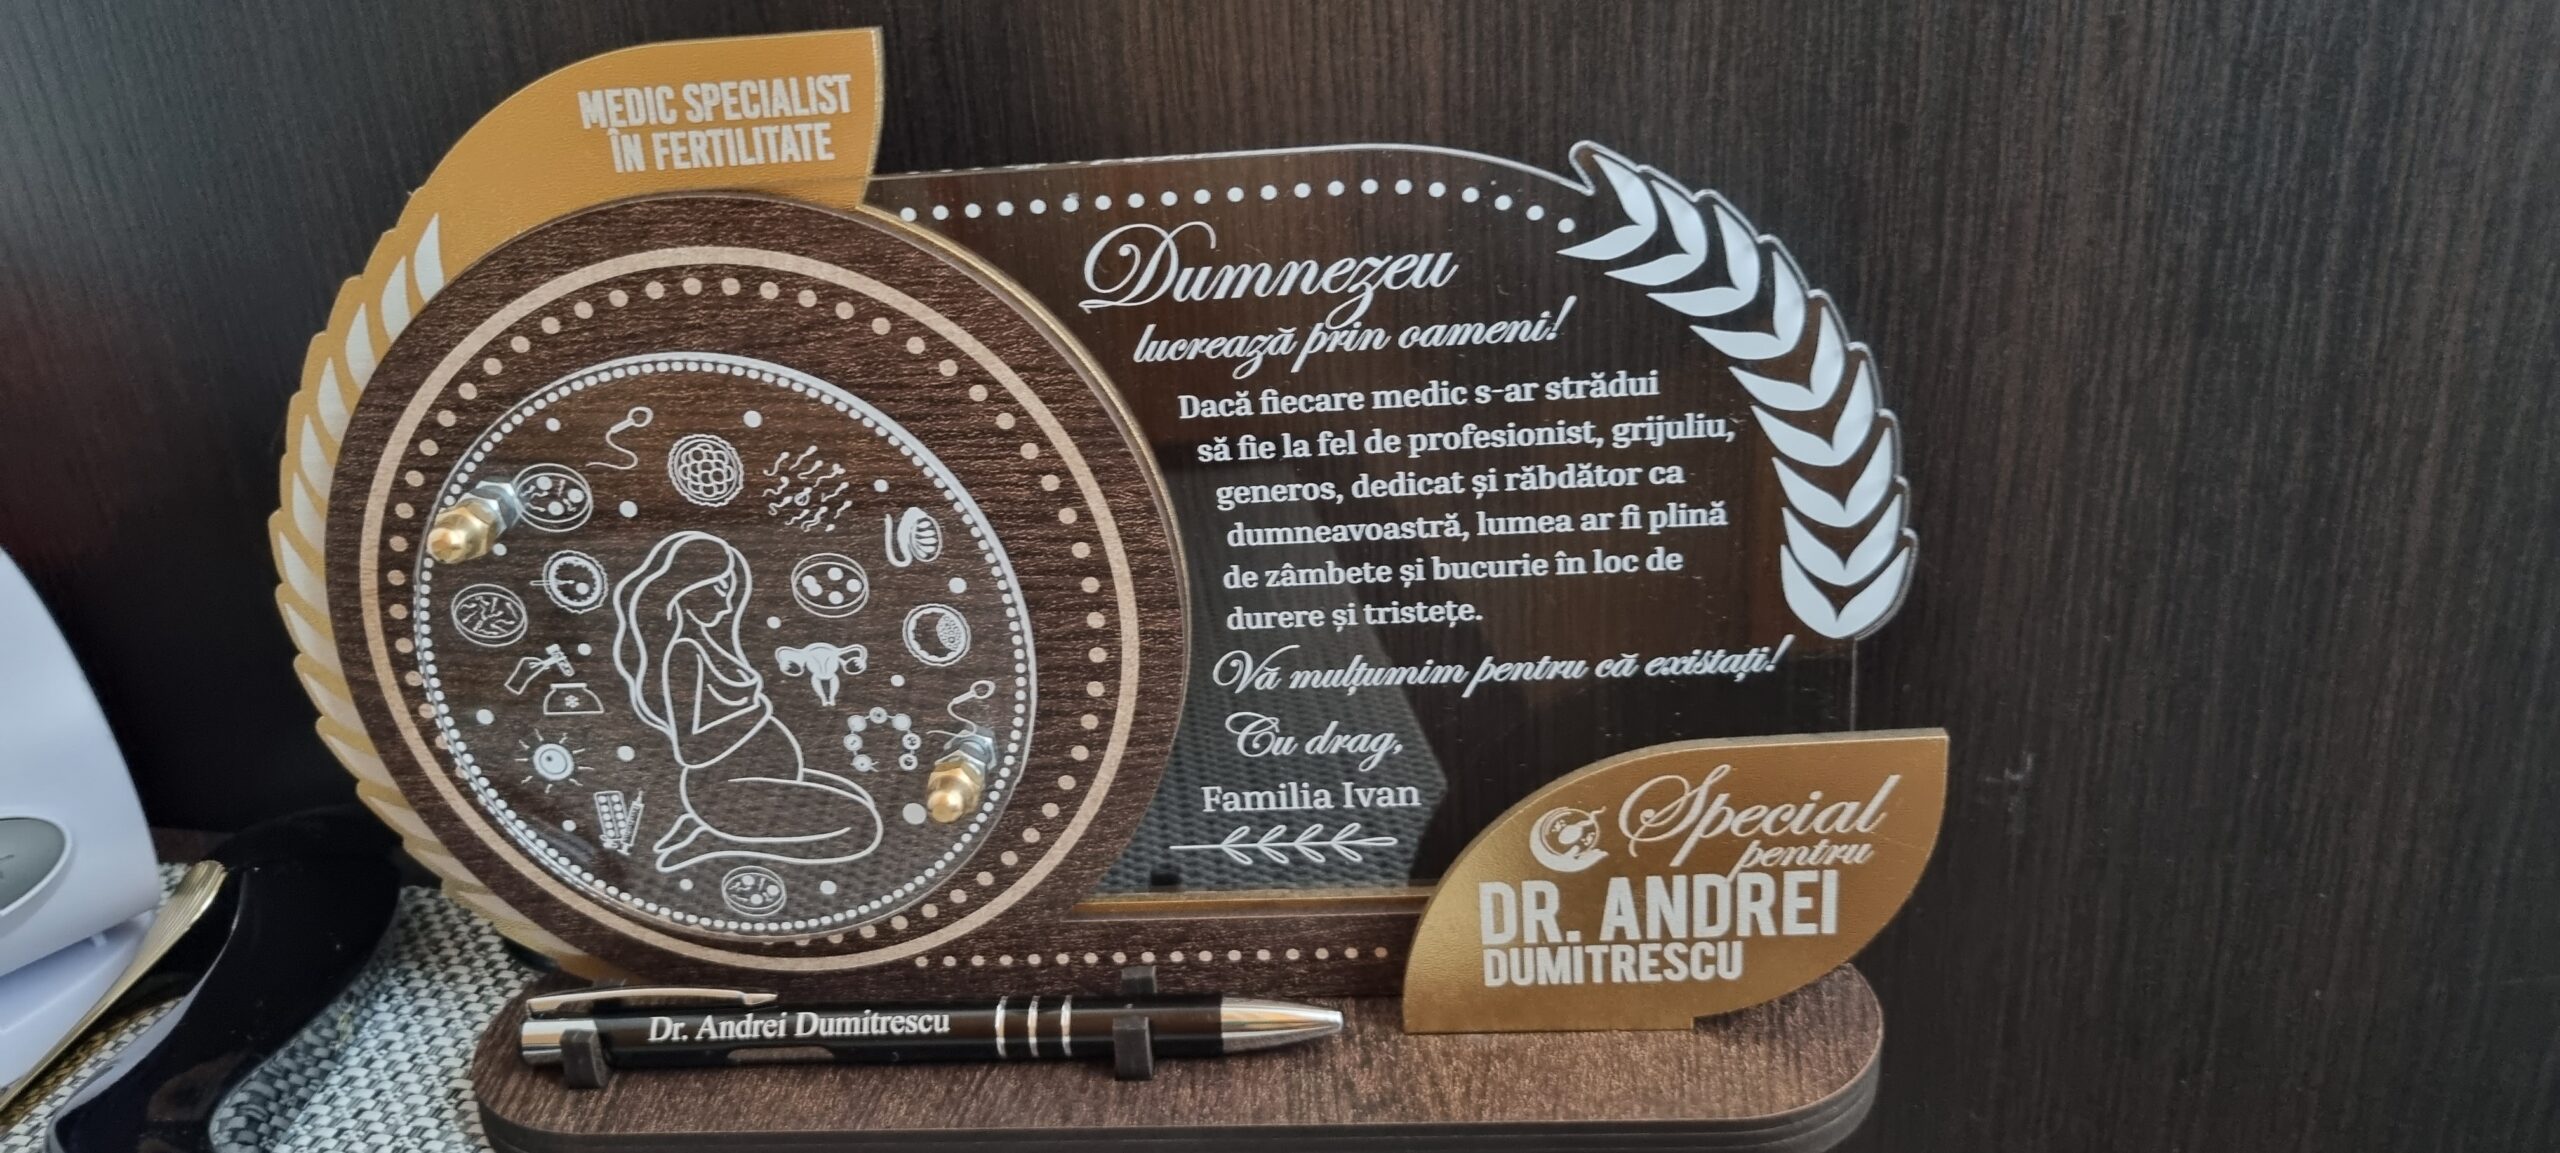 MEDIC SPECIALIST
ÎN FERTILITATE
Dumnezeu
lucrează prin oameni!
Dacă fiecare medic s-ar strădui
să fie la fel de profesionist, grijuliu,
generos, dedicat și răbdător ca
dumneavoastră, lumea ar fi plină
de zâmbete și bucurie în loc de
durere și tristețe.
Vă mulțumim pentru că existați!
Cu drag,
Familia Ivan
Special
pentru
DR. ANDREI
DUMITRESCU
Dr. Andrei Dumitrescu